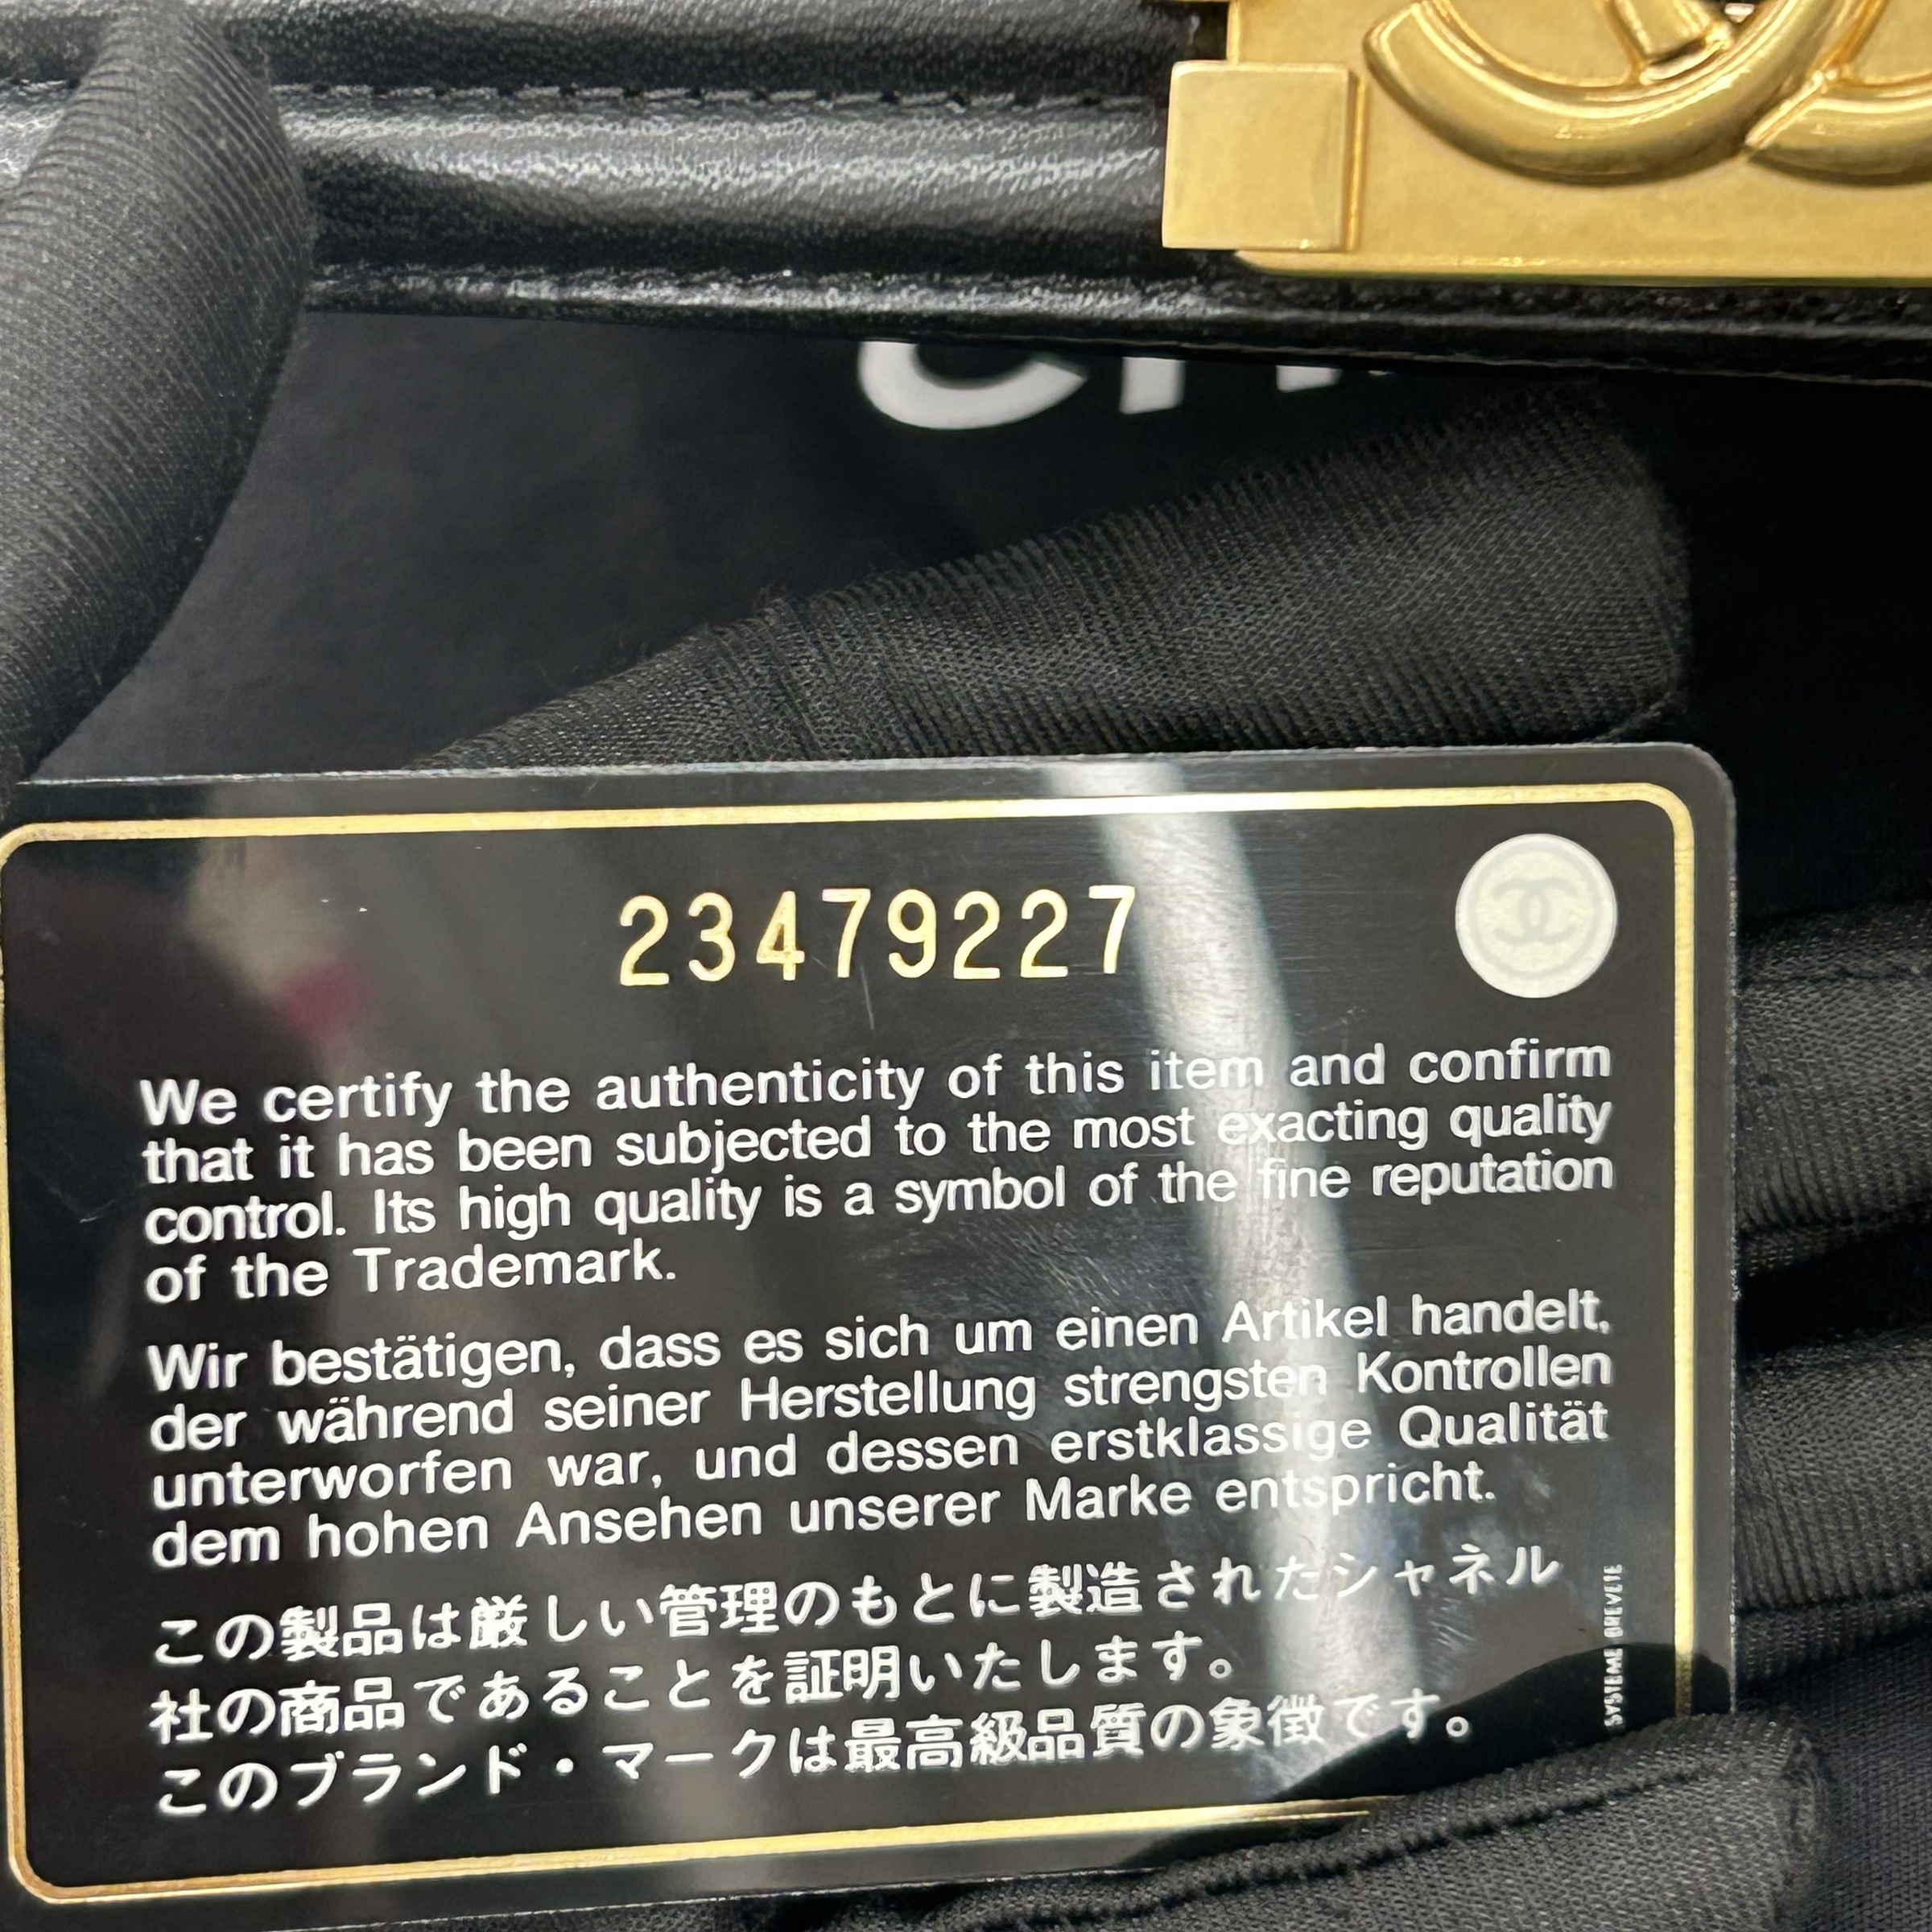 CH
23479227
We certify the authenticity of this item and confirm
that it has been subjected to the most exacting quality
control. Its high quality is a symbol of the fine reputation
of the Trademark.
Wir bestätigen, dass es sich um einen Artikel handelt,
der während seiner Herstellung strengsten Kontrollen
unterworfen war, und dessen erstklassige Qualität
dem hohen Ansehen unserer Marke entspricht.
この製品は厳しい管理のもとに製造されたシャネル
社の商品であることを証明いたします。
このブランド・マークは最高級品質の象徴です。
SYSTEME BREVETE